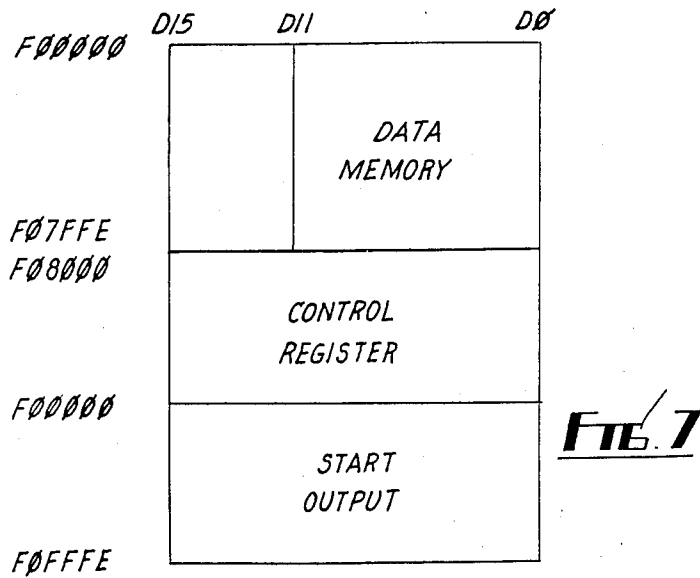 D15 D11 DØ
FØØØØØ
DATA
MEMORY
FØ7FFE
FØ8ØØØ
CONTROL
REGISTER
FØØØØØ
FIG. 7
START
OUTPUT
FØFFFE